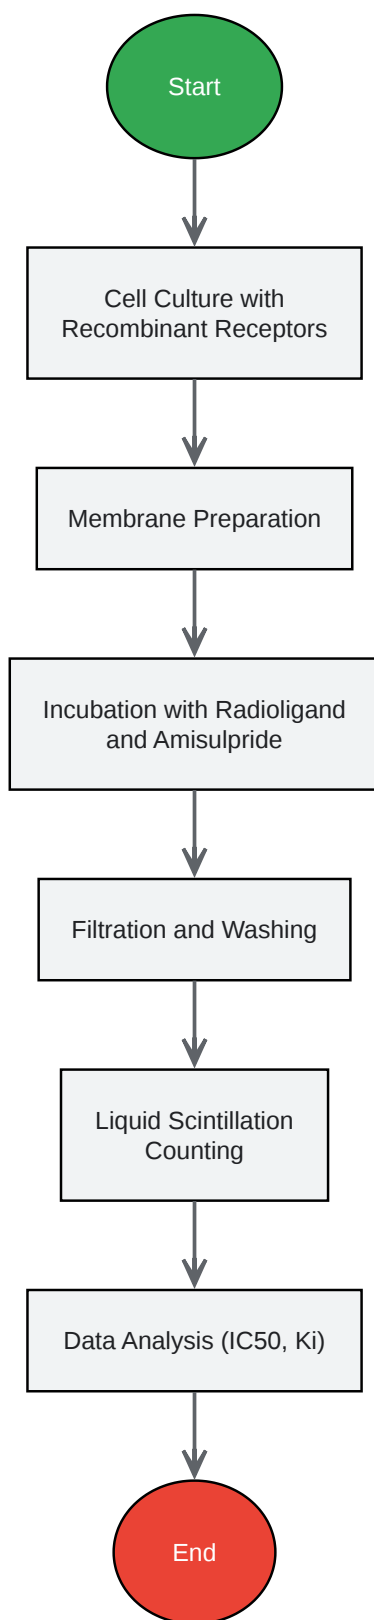 Start
Cell Culture with
Recombinant Receptors
Membrane Preparation
Incubation with Radioligand
and Amisulpride
Filtration and Washing
Liquid Scintillation
Counting
Data Analysis (IC50, Ki)
End